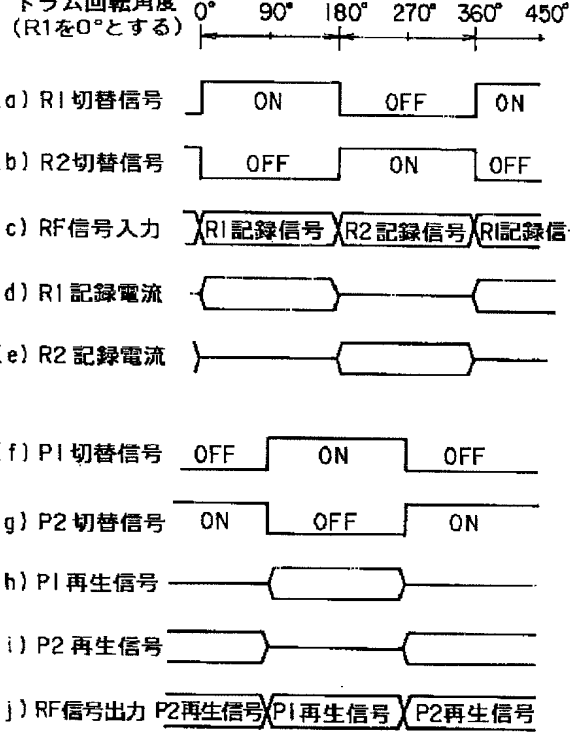 ドラム回転角度 0° 90° 180° 270° 360° 450°
(R1を0°とする)
a) R1切替信号 ON OFF ON
b) R2切替信号 OFF ON OFF
c) RF信号入力 R1記録信号 R2記録信号 R1記録信
d) R1記録電流
(e) R2記録電流
f) P1切替信号 OFF ON OFF
g) P2切替信号 ON OFF ON
h) P1再生信号
i) P2再生信号
j) RF信号出力 P2再生信号 P1再生信号 P2再生信号